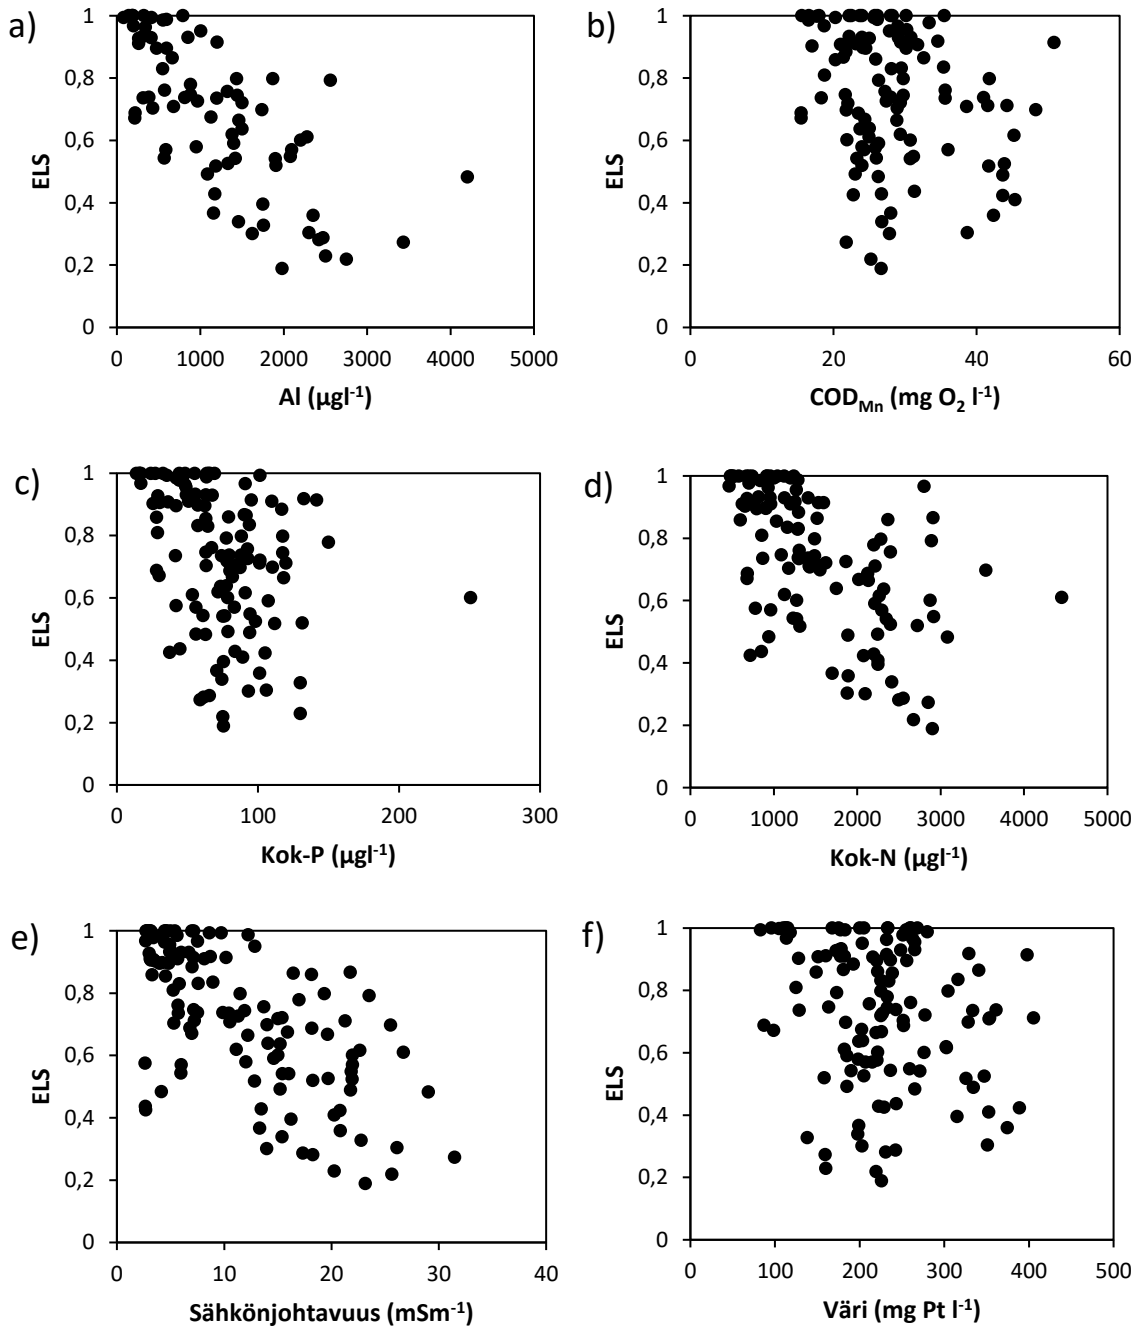 a)
1
0,8
0,6
0,4
0,2
0
ELS
0 1000 2000 3000 4000 5000
Al (µgl-1)
b)
1
0,8
0,6
0,4
0,2
0
ELS
0 20 40 60
CODMn (mg O2 l-1)
c)
1
0,8
0,6
0,4
0,2
0
ELS
0 100 200 300
Kok-P (µgl-1)
d)
1
0,8
0,6
0,4
0,2
0
ELS
0 1000 2000 3000 4000 5000
Kok-N (µgl-1)
e)
1
0,8
0,6
0,4
0,2
0
ELS
0 10 20 30 40
Sähkönjohtavuus (mSm-1)
f)
1
0,8
0,6
0,4
0,2
0
ELS
0 100 200 300 400 500
Väri (mg Pt l-1)